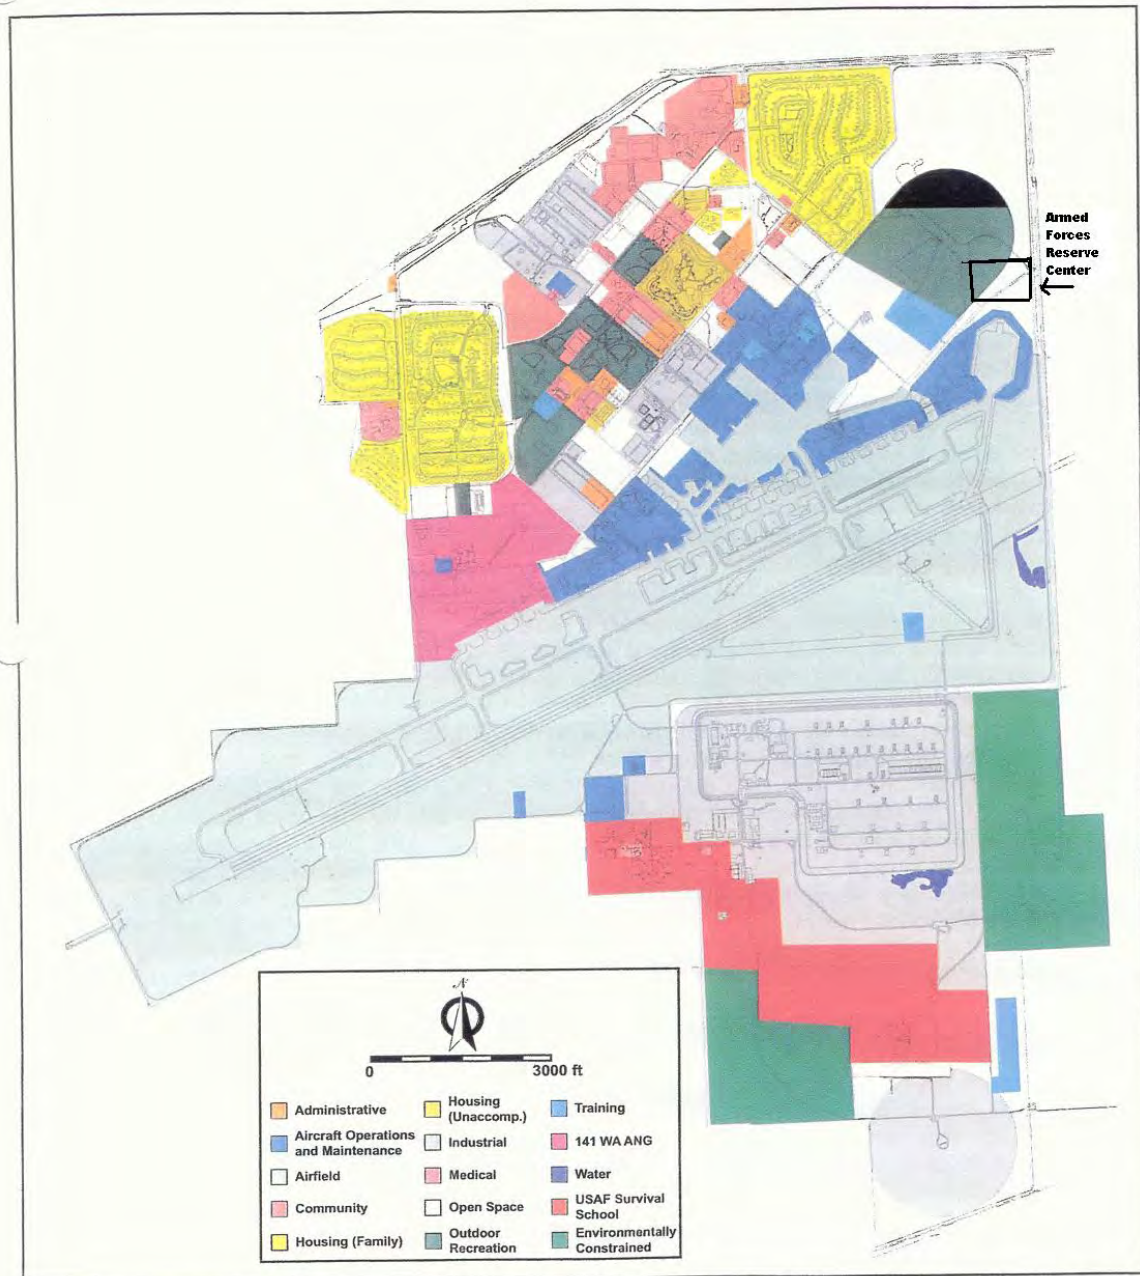 Armed
Forces
Reserve
Center
N
0
3000 ft
Administrative
Aircraft Operations
and Maintenance
Airfield
Community
Housing (Family)
Housing
(Unaccomp.)
Industrial
Medical
Open Space
Outdoor
Recreation
Training
141 WA ANG
Water
USAF Survival
School
Environmentally
Constrained